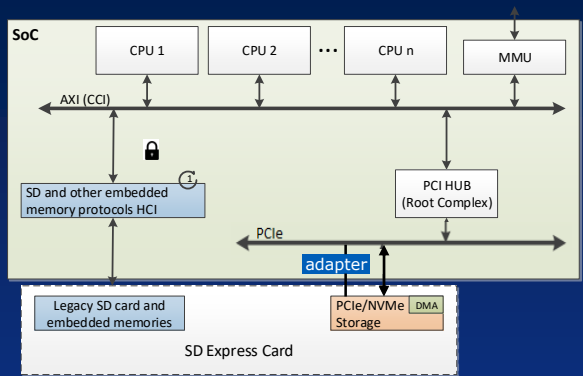 SoC
CPU 1
CPU 2
...
CPU n
MMU
AXI (CCI)
1
SD and other embedded
memory protocols HCI
PCI HUB
(Root Complex)
PCIe
adapter
Legacy SD card and
embedded memories
PCIe/NVMe
Storage
DMA
SD Express Card